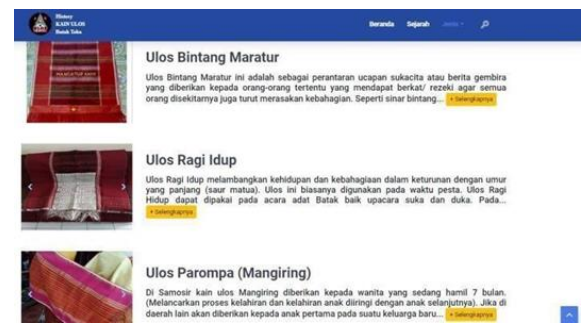 History
KAIN ULOS
Batak Toba
Beranda Sejarah Jenis
Ulos Bintang Maratur
Ulos Bintang Maratur ini adalah sebagai perantaran ucapan sukacita atau berita gembira
yang diberikan kepada orang-orang tertentu yang mendapat berkat/ rezeki agar semua
orang disekitarnya juga turut merasakan kebahagian. Seperti sinar bintang... + Selengkapnya
Ulos Ragi Idup
Ulos Ragi Idup melambangkan kehidupan dan kebahagiaan dalam keturunan dengan umur
yang panjang (saur matua). Ulos ini biasanya digunakan pada waktu pesta. Ulos Ragi
Hidup dapat dipakai pada acara adat Batak baik upacara suka dan duka. Pada...
+ Selengkapnya
Ulos Parompa (Mangiring)
Di Samosir kain ulos Mangiring diberikan kepada wanita yang sedang hamil 7 bulan.
(Melancarkan proses kelahiran dan kelahiran anak diiringi dengan anak selanjutnya). Jika di
daerah lain akan diberikan kepada anak pertama pada suatu keluarga baru... + Selengkapnya